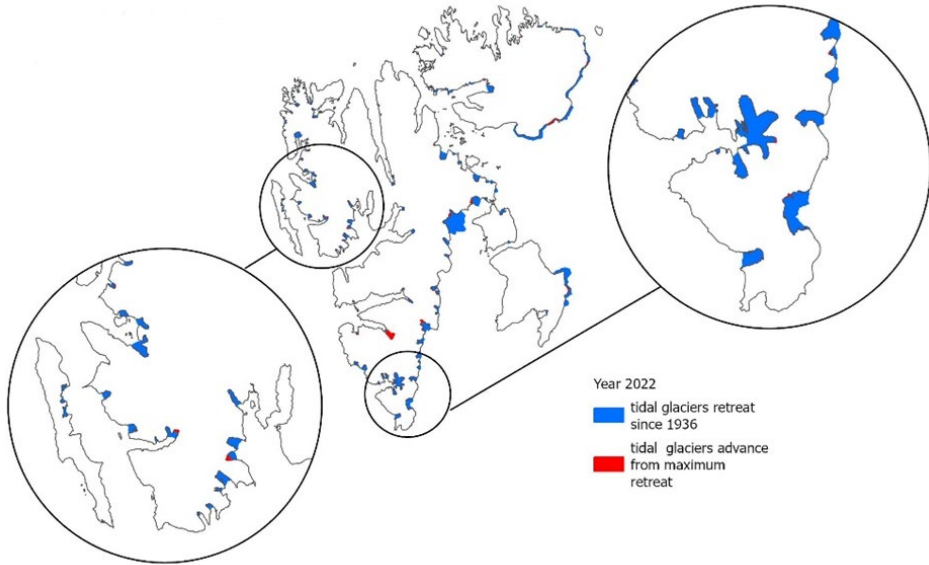 Year 2022
tidal glaciers retreat
since 1936
tidal glaciers advance
from maximum
retreat